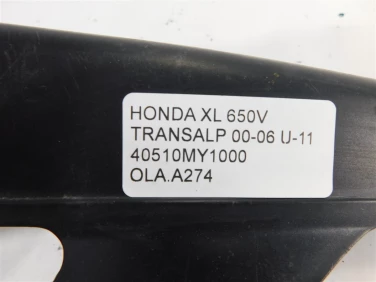 HONDA XL 650V
TRANSALP 00-06 U-11
40510MY1000
OLA.A274